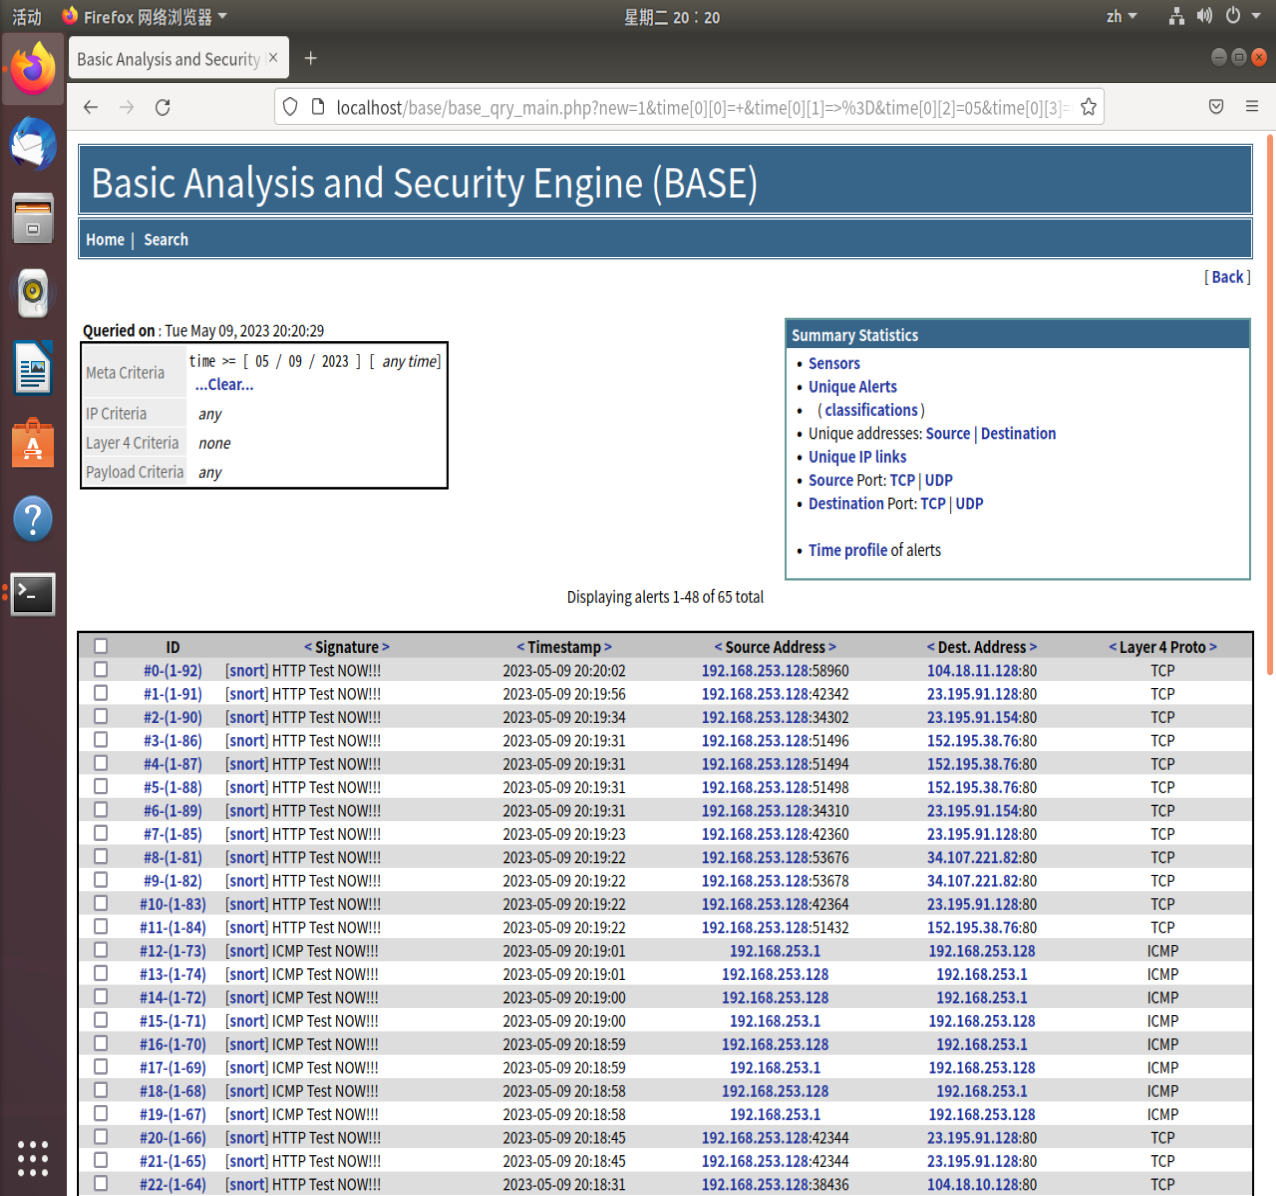 活动 Firefox 网络浏览器 星期二 20：20 zh
Basic Analysis and Security
localhost/base/base_qry_main.php?new=1&time[0][0]=+&time[0][1]=>%3D&time[0][2]=05&time[0][3]=
Basic Analysis and Security Engine (BASE)
Home | Search
[ Back ]
Queried on : Tue May 09, 2023 20:20:29
Meta Criteria time >= [ 05 / 09 / 2023 ] [ any time]
...Clear...
IP Criteria any
Layer 4 Criteria none
Payload Criteria any
Summary Statistics
• Sensors
• Unique Alerts
• ( classifications )
• Unique addresses: Source | Destination
• Unique IP links
• Source Port: TCP | UDP
• Destination Port: TCP | UDP
• Time profile of alerts
Displaying alerts 1-48 of 65 total
ID < Signature > < Timestamp > < Source Address > < Dest. Address > < Layer 4 Proto >
#0-(1-92) [snort] HTTP Test NOW!!! 2023-05-09 20:20:02 192.168.253.128:58960 104.18.11.128:80 TCP
#1-(1-91) [snort] HTTP Test NOW!!! 2023-05-09 20:19:56 192.168.253.128:42342 23.195.91.128:80 TCP
#2-(1-90) [snort] HTTP Test NOW!!! 2023-05-09 20:19:34 192.168.253.128:34302 23.195.91.154:80 TCP
#3-(1-86) [snort] HTTP Test NOW!!! 2023-05-09 20:19:31 192.168.253.128:51496 152.195.38.76:80 TCP
#4-(1-87) [snort] HTTP Test NOW!!! 2023-05-09 20:19:31 192.168.253.128:51494 152.195.38.76:80 TCP
#5-(1-88) [snort] HTTP Test NOW!!! 2023-05-09 20:19:31 192.168.253.128:51498 152.195.38.76:80 TCP
#6-(1-89) [snort] HTTP Test NOW!!! 2023-05-09 20:19:31 192.168.253.128:34310 23.195.91.154:80 TCP
#7-(1-85) [snort] HTTP Test NOW!!! 2023-05-09 20:19:23 192.168.253.128:42360 23.195.91.128:80 TCP
#8-(1-81) [snort] HTTP Test NOW!!! 2023-05-09 20:19:22 192.168.253.128:53676 34.107.221.82:80 TCP
#9-(1-82) [snort] HTTP Test NOW!!! 2023-05-09 20:19:22 192.168.253.128:53678 34.107.221.82:80 TCP
#10-(1-83) [snort] HTTP Test NOW!!! 2023-05-09 20:19:22 192.168.253.128:42364 23.195.91.128:80 TCP
#11-(1-84) [snort] HTTP Test NOW!!! 2023-05-09 20:19:22 192.168.253.128:51432 152.195.38.76:80 TCP
#12-(1-73) [snort] ICMP Test NOW!!! 2023-05-09 20:19:01 192.168.253.1 192.168.253.128 ICMP
#13-(1-74) [snort] ICMP Test NOW!!! 2023-05-09 20:19:01 192.168.253.128 192.168.253.1 ICMP
#14-(1-72) [snort] ICMP Test NOW!!! 2023-05-09 20:19:00 192.168.253.128 192.168.253.1 ICMP
#15-(1-71) [snort] ICMP Test NOW!!! 2023-05-09 20:19:00 192.168.253.1 192.168.253.128 ICMP
#16-(1-70) [snort] ICMP Test NOW!!! 2023-05-09 20:18:59 192.168.253.128 192.168.253.1 ICMP
#17-(1-69) [snort] ICMP Test NOW!!! 2023-05-09 20:18:59 192.168.253.1 192.168.253.128 ICMP
#18-(1-68) [snort] ICMP Test NOW!!! 2023-05-09 20:18:58 192.168.253.128 192.168.253.1 ICMP
#19-(1-67) [snort] ICMP Test NOW!!! 2023-05-09 20:18:58 192.168.253.1 192.168.253.128 ICMP
#20-(1-66) [snort] HTTP Test NOW!!! 2023-05-09 20:18:45 192.168.253.128:42344 23.195.91.128:80 TCP
#21-(1-65) [snort] HTTP Test NOW!!! 2023-05-09 20:18:45 192.168.253.128:42344 23.195.91.128:80 TCP
#22-(1-64) [snort] HTTP Test NOW!!! 2023-05-09 20:18:31 192.168.253.128:38436 104.18.10.128:80 TCP